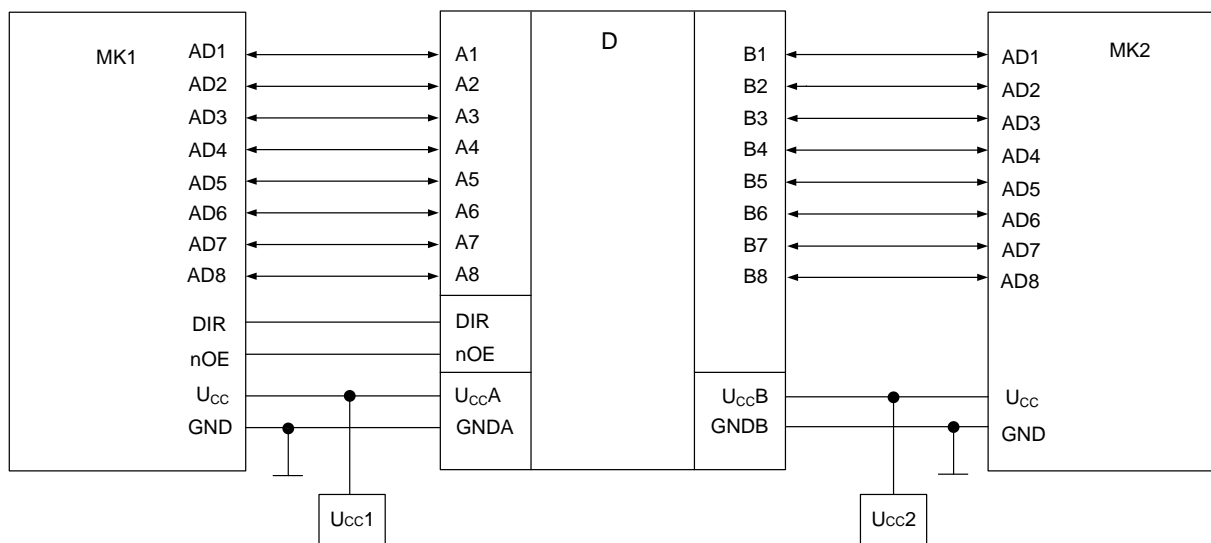 MK1
AD1
AD2
AD3
AD4
AD5
AD6
AD7
AD8
DIR
nOE
UCC
GND
A1
A2
A3
A4
A5
A6
A7
A8
DIR
nOE
UCCA
GNDA
D
B1
B2
B3
B4
B5
B6
B7
B8
UCCB
GNDB
AD1
AD2
AD3
AD4
AD5
AD6
AD7
AD8
UCC
GND
MK2
UCC1
UCC2